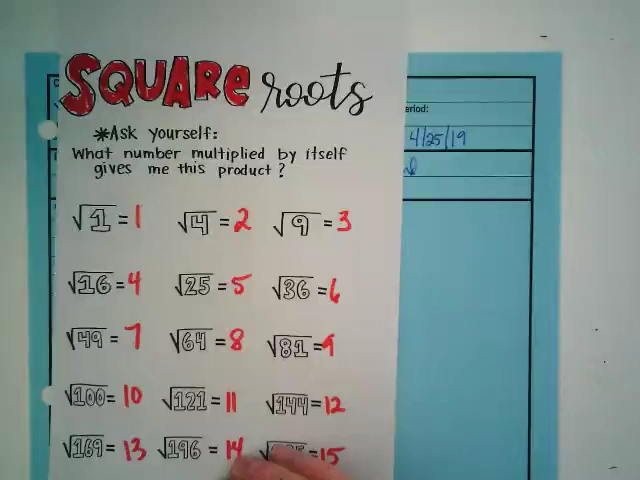 SQUARE roots
eriod:
4/25/19
*Ask yourself:
What number multiplied by itself
gives me this product?
√1 = 1 √4 = 2 √9 = 3
√16 = 4 √25 = 5 √36 = 6
√49 = 7 √64 = 8 √81 = 9
√100 = 10 √121 = 11 √144 = 12
√169 = 13 √196 = 14 = 15